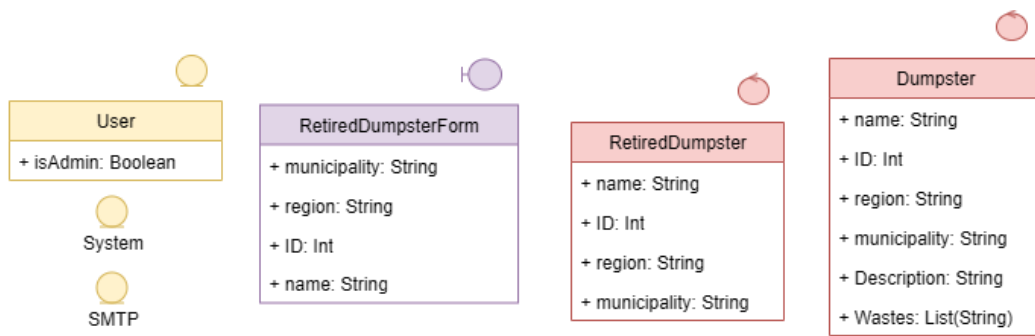 User
+ isAdmin: Boolean
System
SMTP
RetiredDumpsterForm
+ municipality: String
+ region: String
+ ID: Int
+ name: String
RetiredDumpster
+ name: String
+ ID: Int
+ region: String
+ municipality: String
Dumpster
+ name: String
+ ID: Int
+ region: String
+ municipality: String
+ Description: String
+ Wastes: List(String)